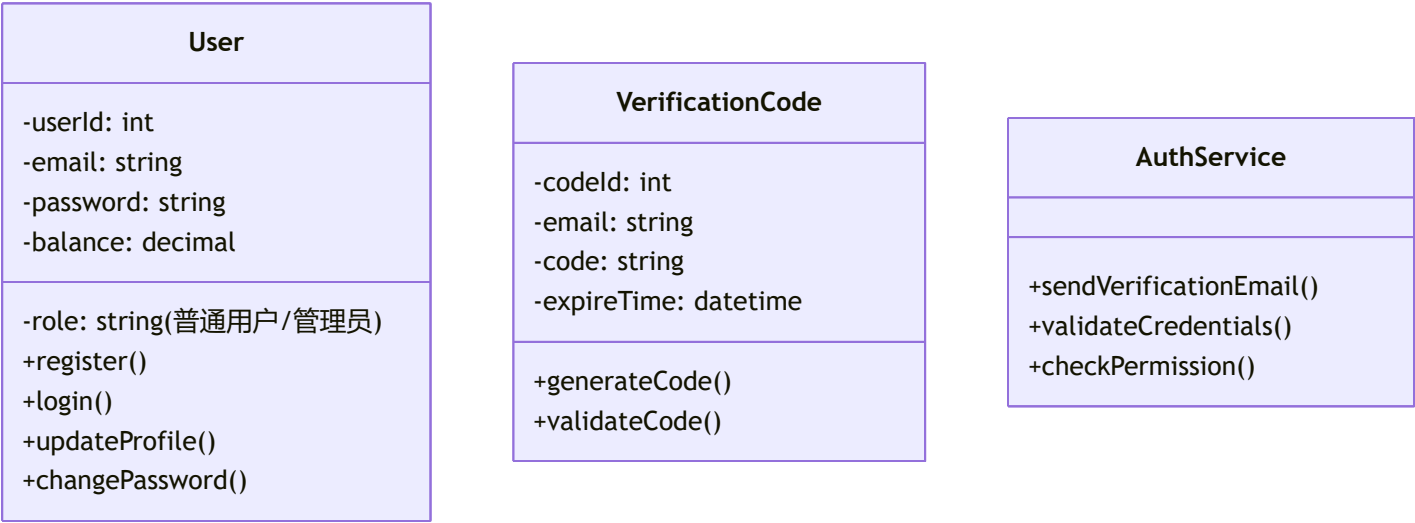 User
-userId: int
-email: string
-password: string
-balance: decimal
-role: string(普通用户/管理员)
+register()
+login()
+updateProfile()
+changePassword()
VerificationCode
-codeId: int
-email: string
-code: string
-expireTime: datetime
+generateCode()
+validateCode()
AuthService
+sendVerificationEmail()
+validateCredentials()
+checkPermission()